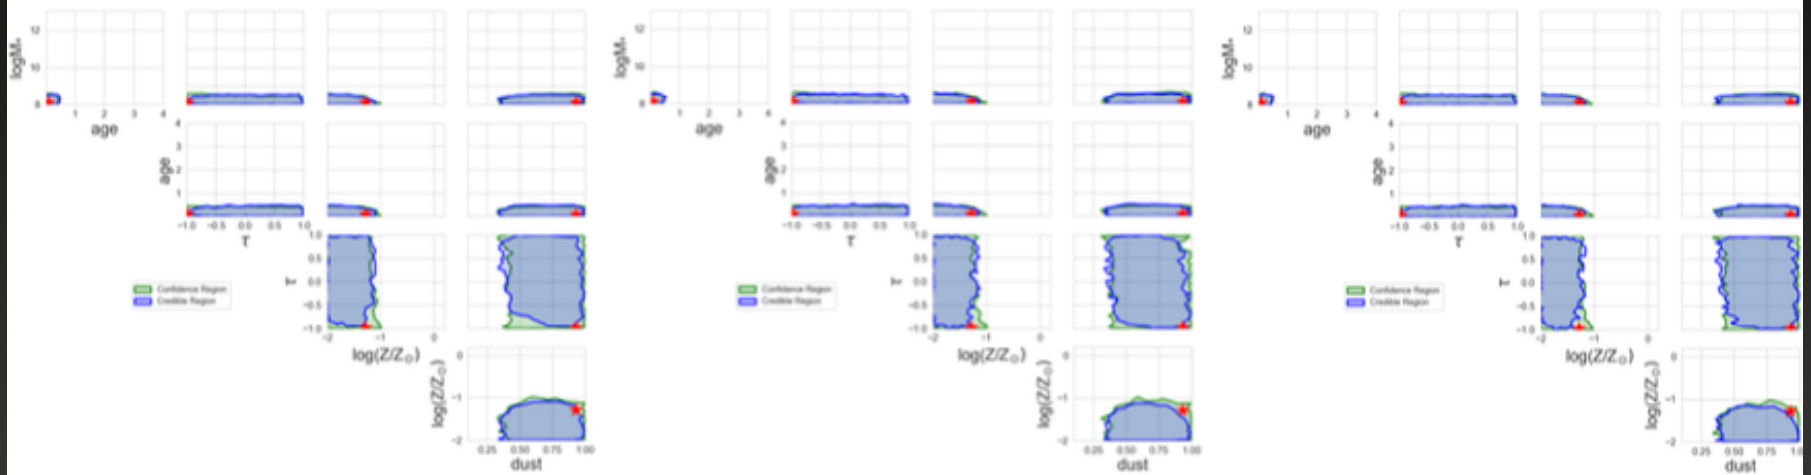 logM* 12 10 8
1 2 3 4
age
age 4 3 2 1
−1.0 −0.5 0.0 0.5 1.0
τ
τ 1.0 0.5 0.0 −0.5 −1.0
Confidence Region
Credible Region
−2 −1 0
log(Z/Z☉)
log(Z/Z☉) 0 −1 −2
0.25 0.50 0.75 1.00
dust
logM* 12 10 8
1 2 3 4
age
age 4 3 2 1
−1.0 −0.5 0.0 0.5 1.0
τ
τ 1.0 0.5 0.0 −0.5 −1.0
Confidence Region
Credible Region
−2 −1 0
log(Z/Z☉)
log(Z/Z☉) 0 −1 −2
0.25 0.50 0.75 1.00
dust
logM* 12 10 8
1 2 3 4
age
age 4 3 2 1
−1.0 −0.5 0.0 0.5 1.0
τ
τ 1.0 0.5 0.0 −0.5 −1.0
Confidence Region
Credible Region
−2 −1 0
log(Z/Z☉)
log(Z/Z☉) 0 −1 −2
0.25 0.50 0.75 1.0
dust